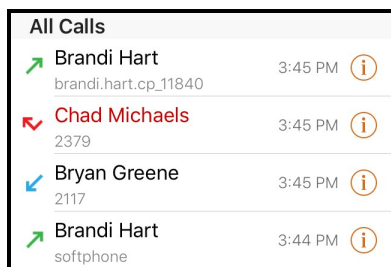 All Calls
Brandi Hart
3:45 PM
brandi.hart.cp_11840
Chad Michaels
3:45 PM
2379
Bryan Greene
3:45 PM
2117
Brandi Hart
3:44 PM
softphone